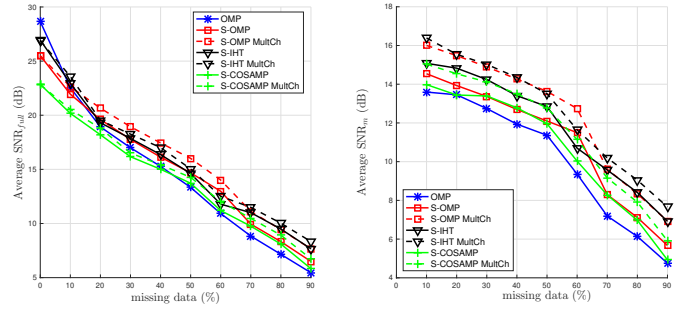 30
25
20
15
10
5
0 10 20 30 40 50 60 70 80 90
missing data (%)
Average SNR_full (dB)
OMP
S-OMP
S-OMP MultCh
S-IHT
S-IHT MultCh
S-COSAMP
S-COSAMP MultCh
18
16
14
12
10
8
6
4
0 10 20 30 40 50 60 70 80 90
missing data (%)
Average SNR_m (dB)
OMP
S-OMP
S-OMP MultCh
S-IHT
S-IHT MultCh
S-COSAMP
S-COSAMP MultCh